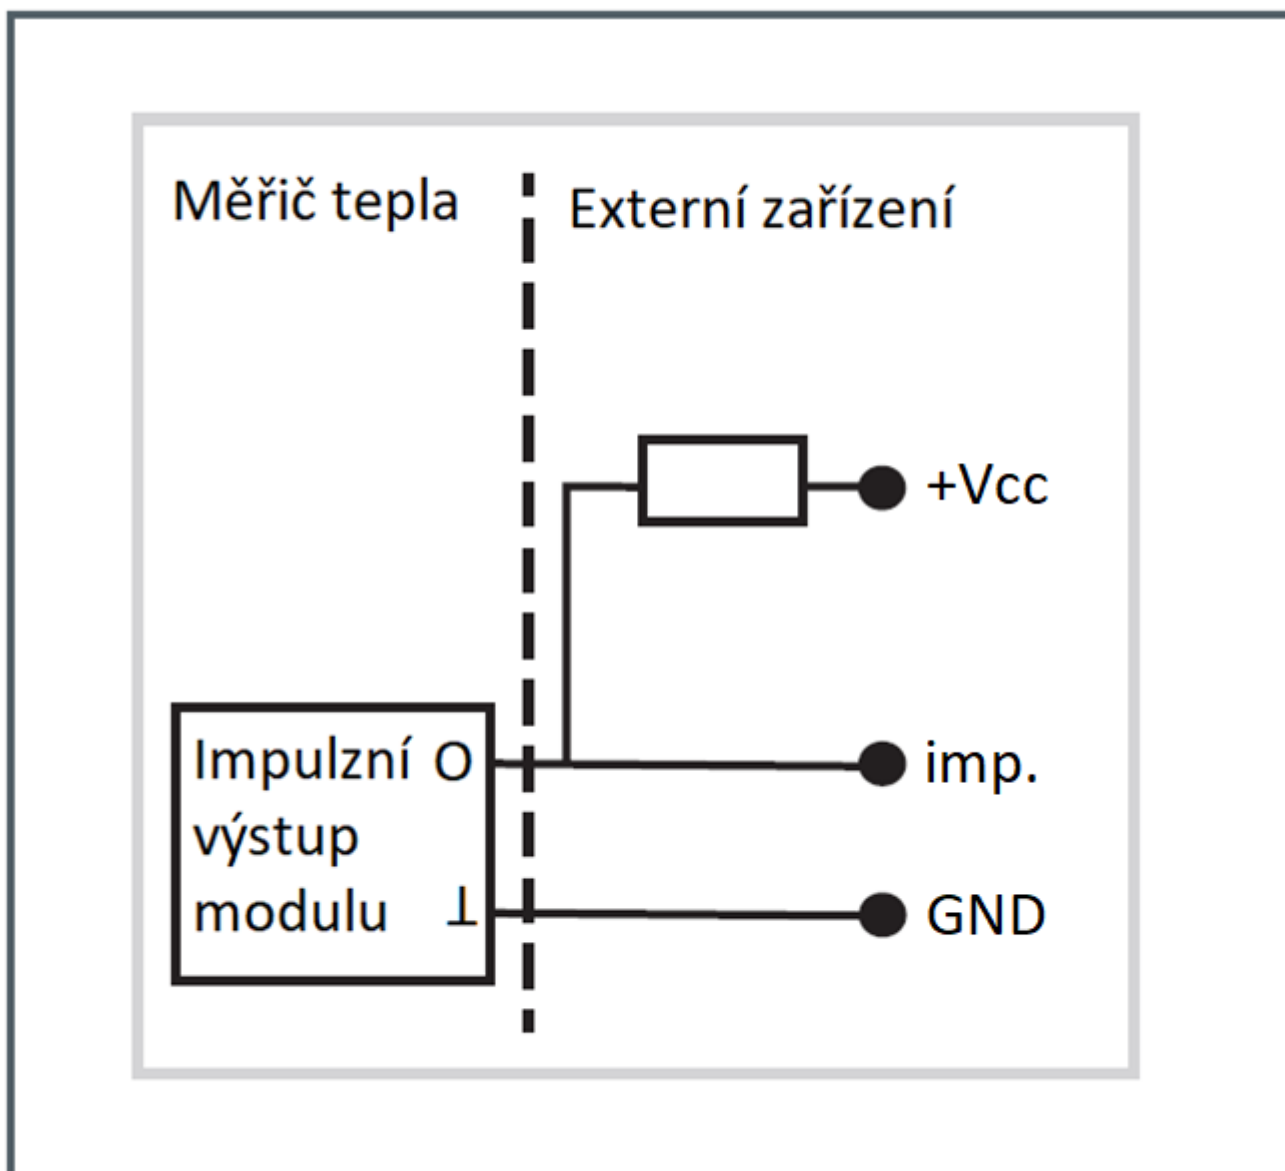 Měřič tepla
Externí zařízení
+Vcc
Impulzní O
výstup
modulu ⊥
imp.
GND